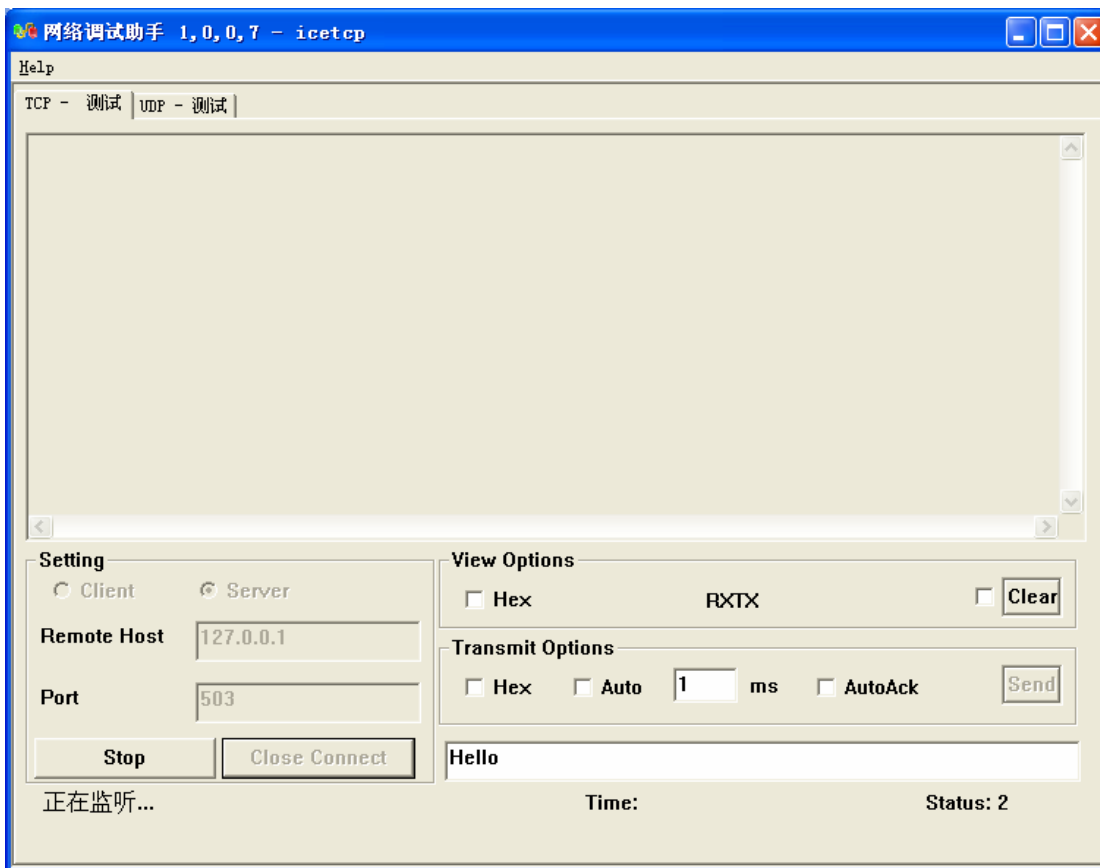 网络调试助手 1,0,0,7 - icetcp
Help
TCP - 测试 UDP - 测试
Setting
Client Server
Remote Host 127.0.0.1
Port 503
Stop Close Connect
正在监听...
View Options
Hex RXTX Clear
Transmit Options
Hex Auto 1 ms AutoAck Send
Hello
Time: Status: 2